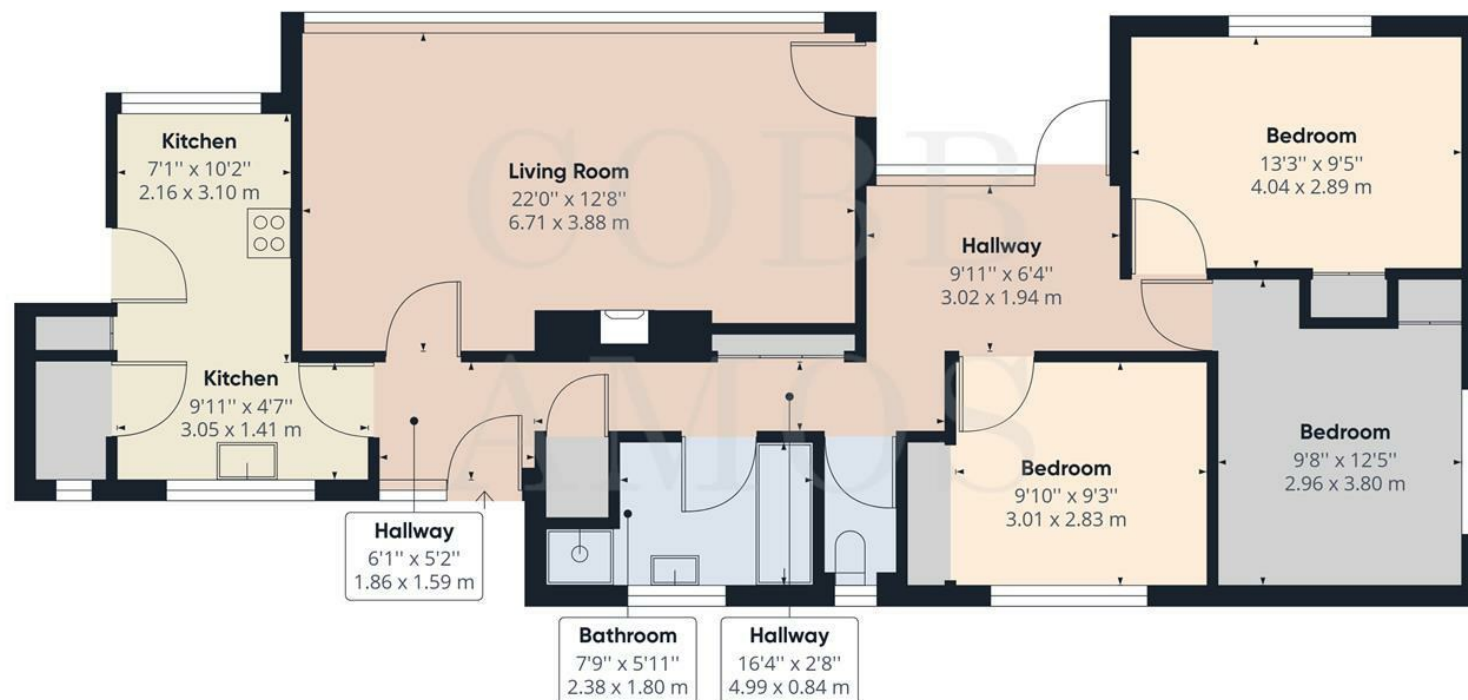 Kitchen
7'1'' x 10'2''
2.16 x 3.10 m
Living Room
22'0'' x 12'8''
6.71 x 3.88 m
Bedroom
13'3'' x 9'5''
4.04 x 2.89 m
Hallway
9'11'' x 6'4''
3.02 x 1.94 m
Kitchen
9'11'' x 4'7''
3.05 x 1.41 m
Bedroom
9'10'' x 9'3''
3.01 x 2.83 m
Bedroom
9'8'' x 12'5''
2.96 x 3.80 m
Hallway
6'1'' x 5'2''
1.86 x 1.59 m
Bathroom
7'9'' x 5'11''
2.38 x 1.80 m
Hallway
16'4'' x 2'8''
4.99 x 0.84 m
COBB
AMOS